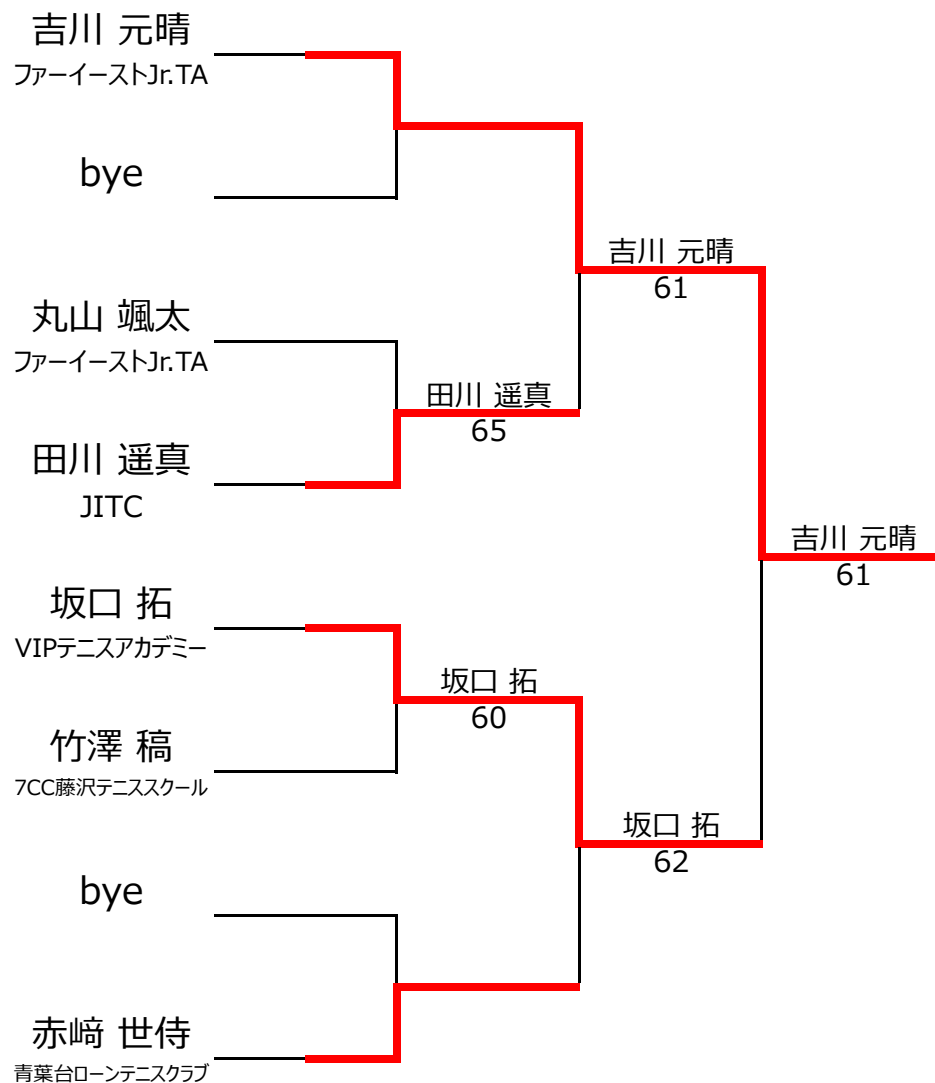 吉川 元晴
ファーイーストJr.TA
bye
吉川 元晴
61
丸山 颯太
ファーイーストJr.TA
田川 遥真
65
田川 遥真
JITC
吉川 元晴
61
坂口 拓
VIPテニスアカデミー
坂口 拓
60
竹澤 稿
7CC藤沢テニススクール
坂口 拓
62
bye
赤﨑 世侍
青葉台ローンテニスクラブ